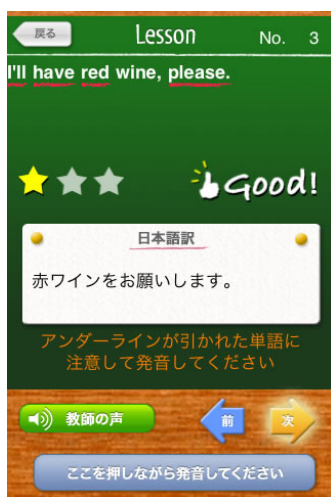 戻る Lesson No. 3
I'll have red wine, please.
Good!
日本語訳
赤ワインをお願いします。
アンダーラインが引かれた単語に
注意して発音してください
教師の声 前 次
ここを押しながら発音してください